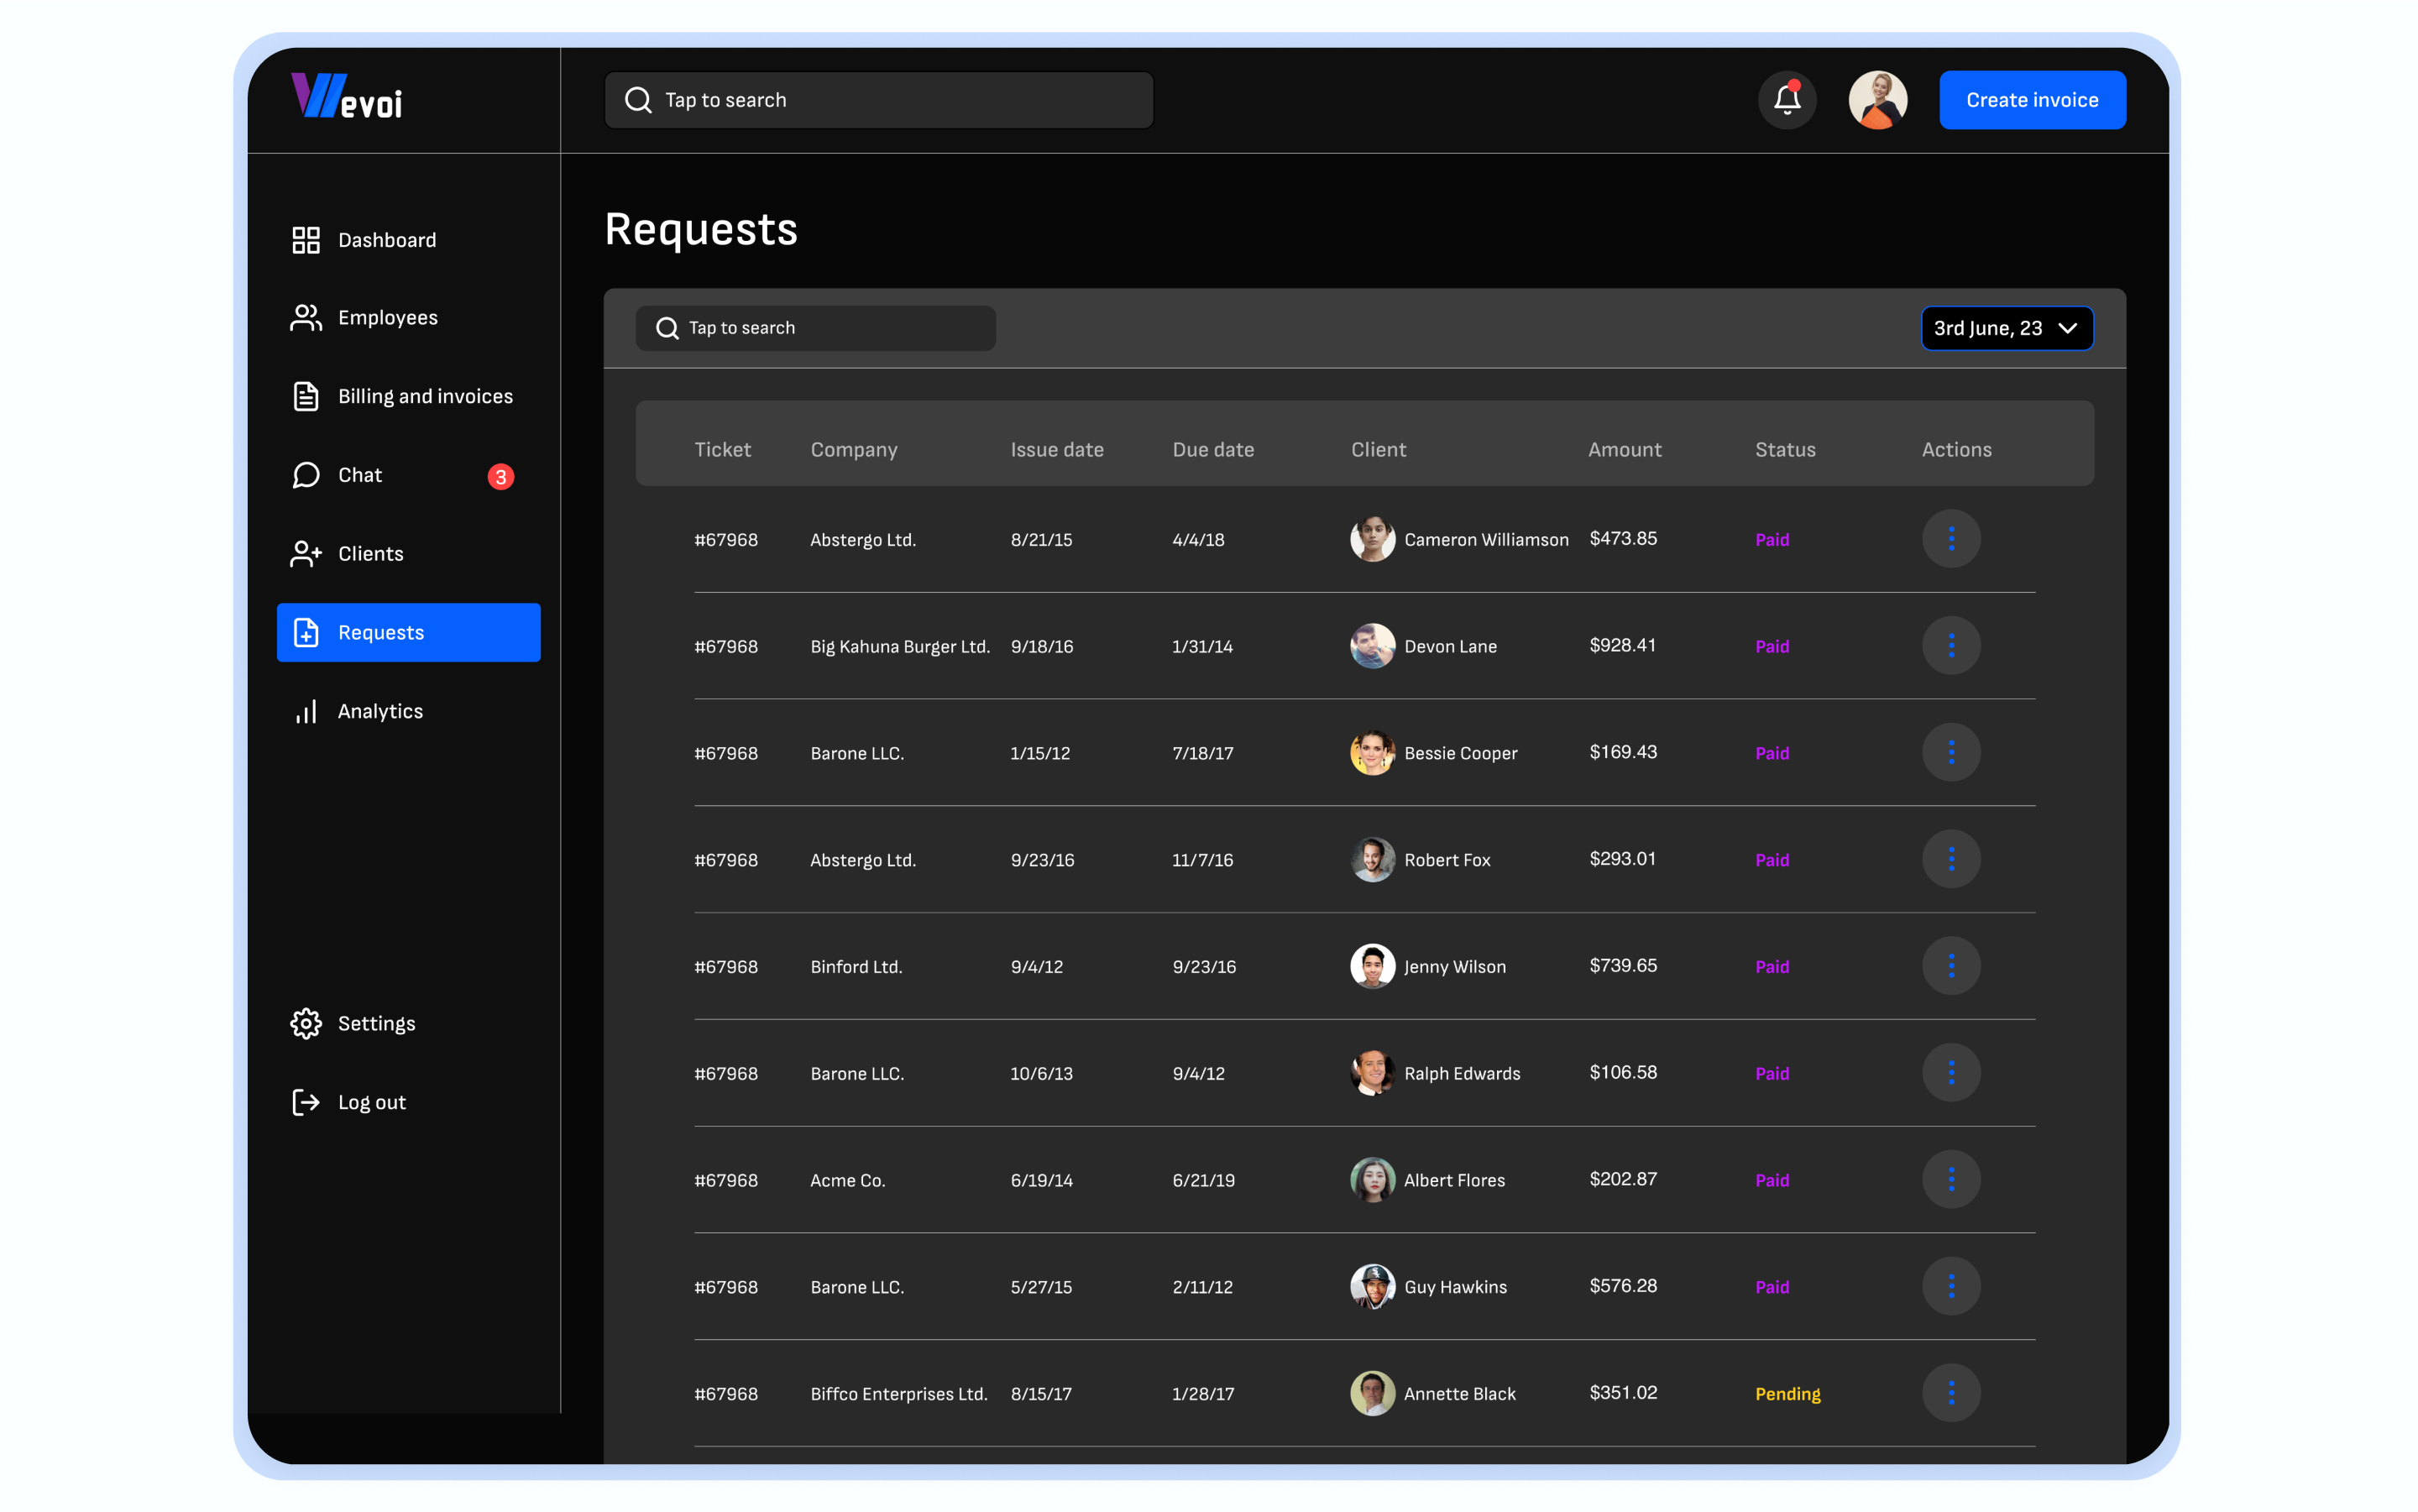 Wevoi
Tap to search
Create invoice
Dashboard
Employees
Billing and invoices
Chat 3
Clients
Requests
Analytics
Settings
Log out
Requests
Tap to search
3rd June, 23
Ticket Company Issue date Due date Client Amount Status Actions
#67968 Abstergo Ltd. 8/21/15 4/4/18 Cameron Williamson $473.85 Paid
#67968 Big Kahuna Burger Ltd. 9/18/16 1/31/14 Devon Lane $928.41 Paid
#67968 Barone LLC. 1/15/12 7/18/17 Bessie Cooper $169.43 Paid
#67968 Abstergo Ltd. 9/23/16 11/7/16 Robert Fox $293.01 Paid
#67968 Binford Ltd. 9/4/12 9/23/16 Jenny Wilson $739.65 Paid
#67968 Barone LLC. 10/6/13 9/4/12 Ralph Edwards $106.58 Paid
#67968 Acme Co. 6/19/14 6/21/19 Albert Flores $202.87 Paid
#67968 Barone LLC. 5/27/15 2/11/12 Guy Hawkins $576.28 Paid
#67968 Biffco Enterprises Ltd. 8/15/17 1/28/17 Annette Black $351.02 Pending